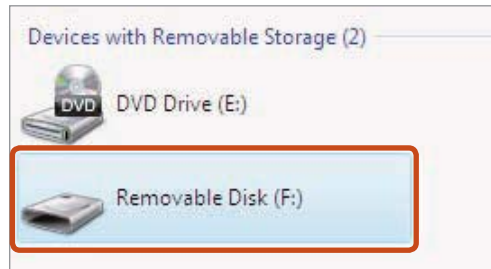 Devices with Removable Storage (2)
DVD
DVD Drive (E:)
Removable Disk (F:)